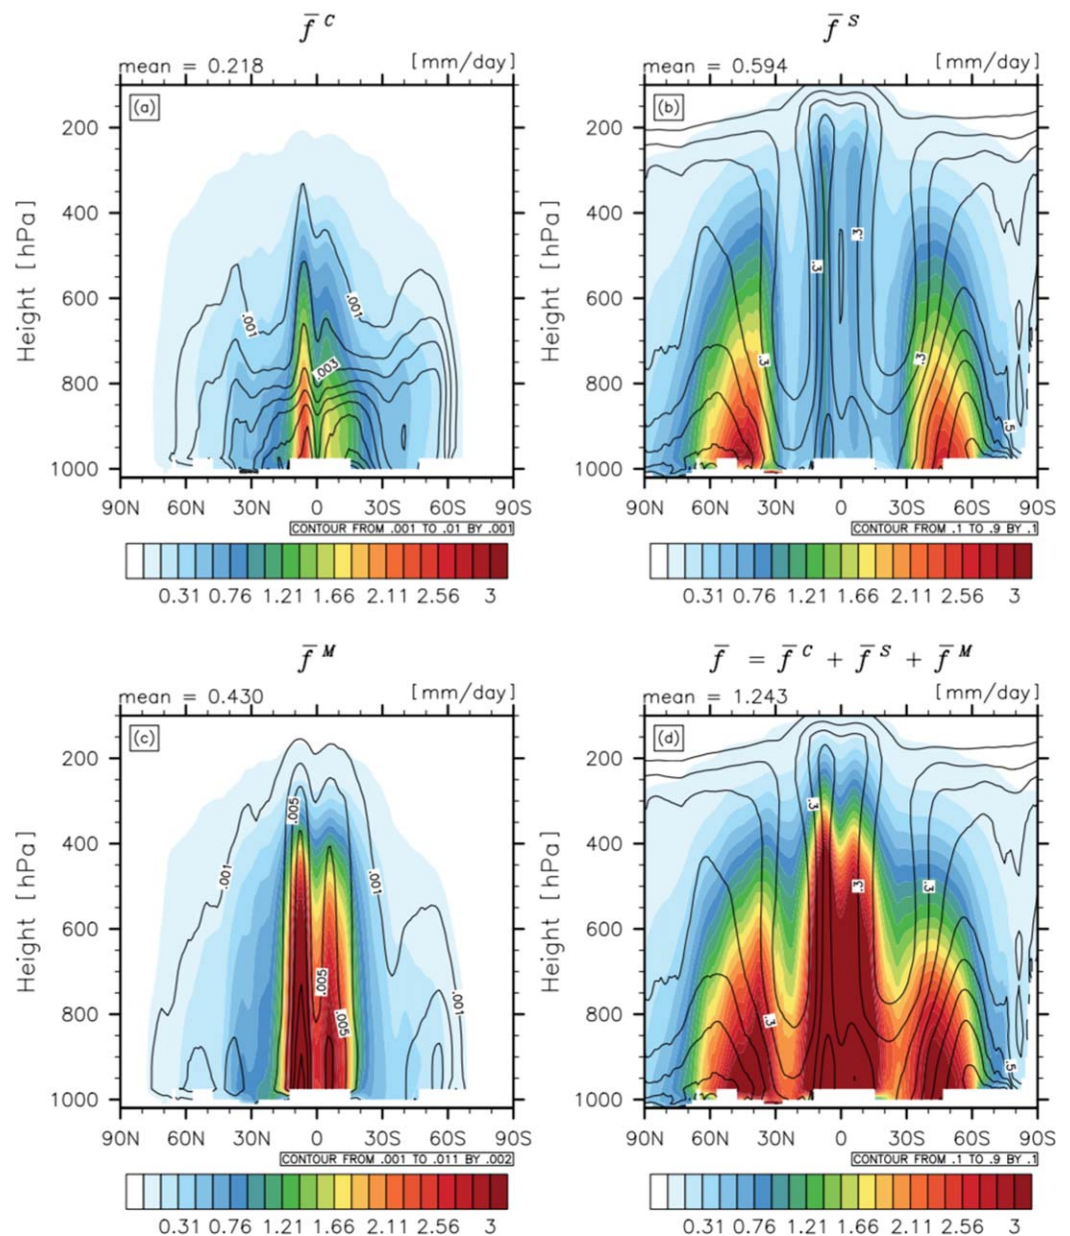 f̅ C
f̅ S
mean = 0.218 [mm/day]
mean = 0.594 [mm/day]
(a)
(b)
Height [hPa]
Height [hPa]
200
400
600
800
1000
200
400
600
800
1000
.001
.001
.003
.3
.3
.3
.3
.5
90N 60N 30N 0 30S 60S 90S
90N 60N 30N 0 30S 60S 90S
CONTOUR FROM .001 TO .01 BY .001
CONTOUR FROM .1 TO .9 BY .1
0.31 0.76 1.21 1.66 2.11 2.56 3
0.31 0.76 1.21 1.66 2.11 2.56 3
f̅ M
f̅ = f̅ C + f̅ S + f̅ M
mean = 0.430 [mm/day]
mean = 1.243 [mm/day]
(c)
(d)
Height [hPa]
Height [hPa]
200
400
600
800
1000
200
400
600
800
1000
.005
.001
.001
.005
.005
.001
.3
.3
.3
.3
.5
90N 60N 30N 0 30S 60S 90S
90N 60N 30N 0 30S 60S 90S
CONTOUR FROM .001 TO .011 BY .002
CONTOUR FROM .1 TO .9 BY .1
0.31 0.76 1.21 1.66 2.11 2.56 3
0.31 0.76 1.21 1.66 2.11 2.56 3